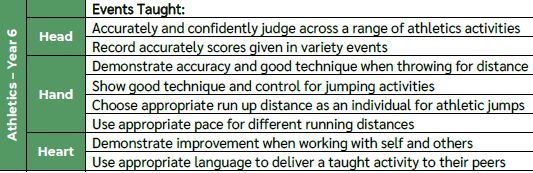 Athletics – Year 6
Events Taught:
Head
Accurately and confidently judge across a range of athletics activities
Record accurately scores given in variety events
Hand
Demonstrate accuracy and good technique when throwing for distance
Show good technique and control for jumping activities
Choose appropriate run up distance as an individual for athletic jumps
Use appropriate pace for different running distances
Heart
Demonstrate improvement when working with self and others
Use appropriate language to deliver a taught activity to their peers